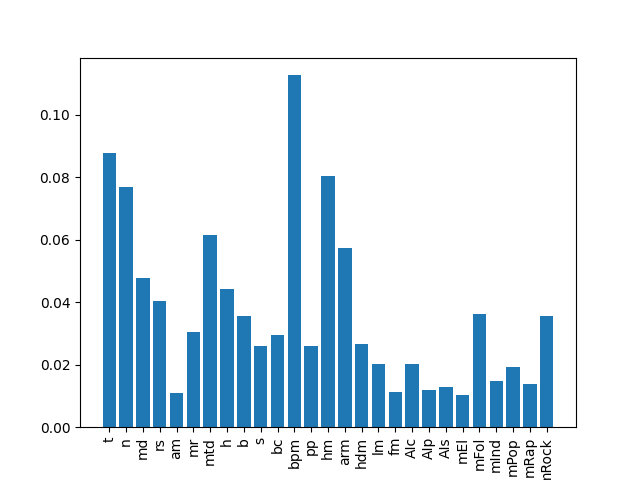 0.10
0.08
0.06
0.04
0.02
0.00
t
n
md
rs
am
mr
mtd
h
b
s
bc
bpm
pp
hm
arm
hdm
lm
fm
Alc
Alp
Als
mEl
mFol
mInd
mPop
mRap
mRock